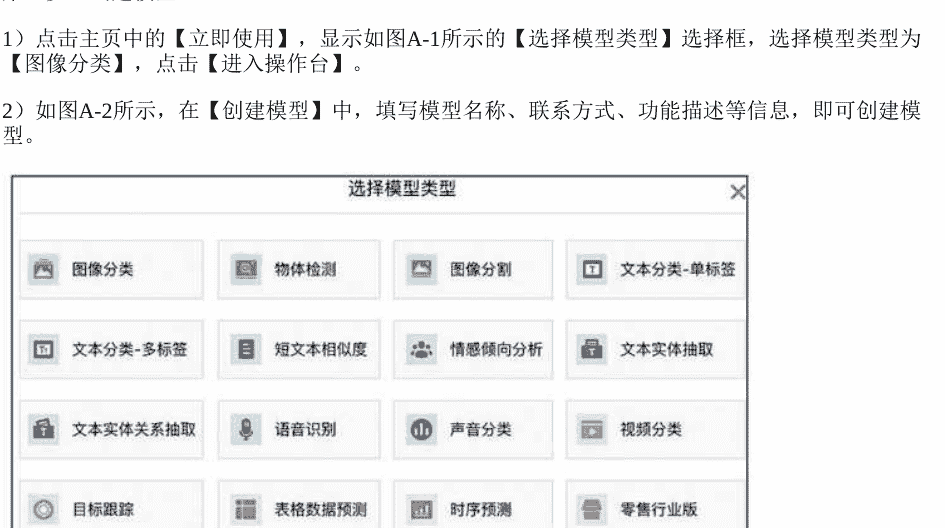 1）点击主页中的【立即使用】，显示如图A-1所示的【选择模型类型】选择框，选择模型类型为
【图像分类】，点击【进入操作台】。
2）如图A-2所示，在【创建模型】中，填写模型名称、联系方式、功能描述等信息，即可创建模
型。
选择模型类型
图像分类 物体检测 图像分割 文本分类-单标签
文本分类-多标签 短文本相似度 情感倾向分析 文本实体抽取
文本实体关系抽取 语音识别 声音分类 视频分类
目标跟踪 表格数据预测 时序预测 零售行业版